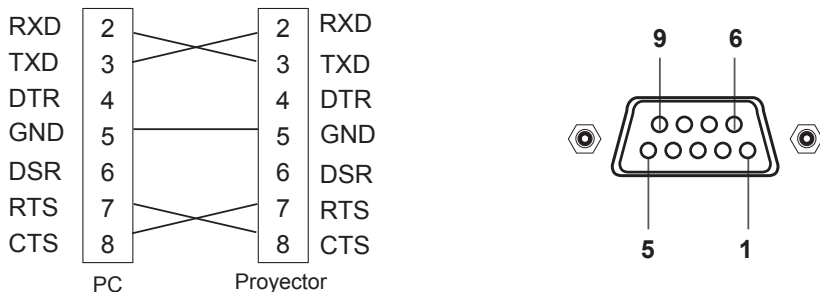 RXD 2 2 RXD
TXD 3 3 TXD
DTR 4 4 DTR
GND 5 5 GND
DSR 6 6 DSR
RTS 7 7 RTS
CTS 8 8 CTS
PC Proyector
9 6
5 1